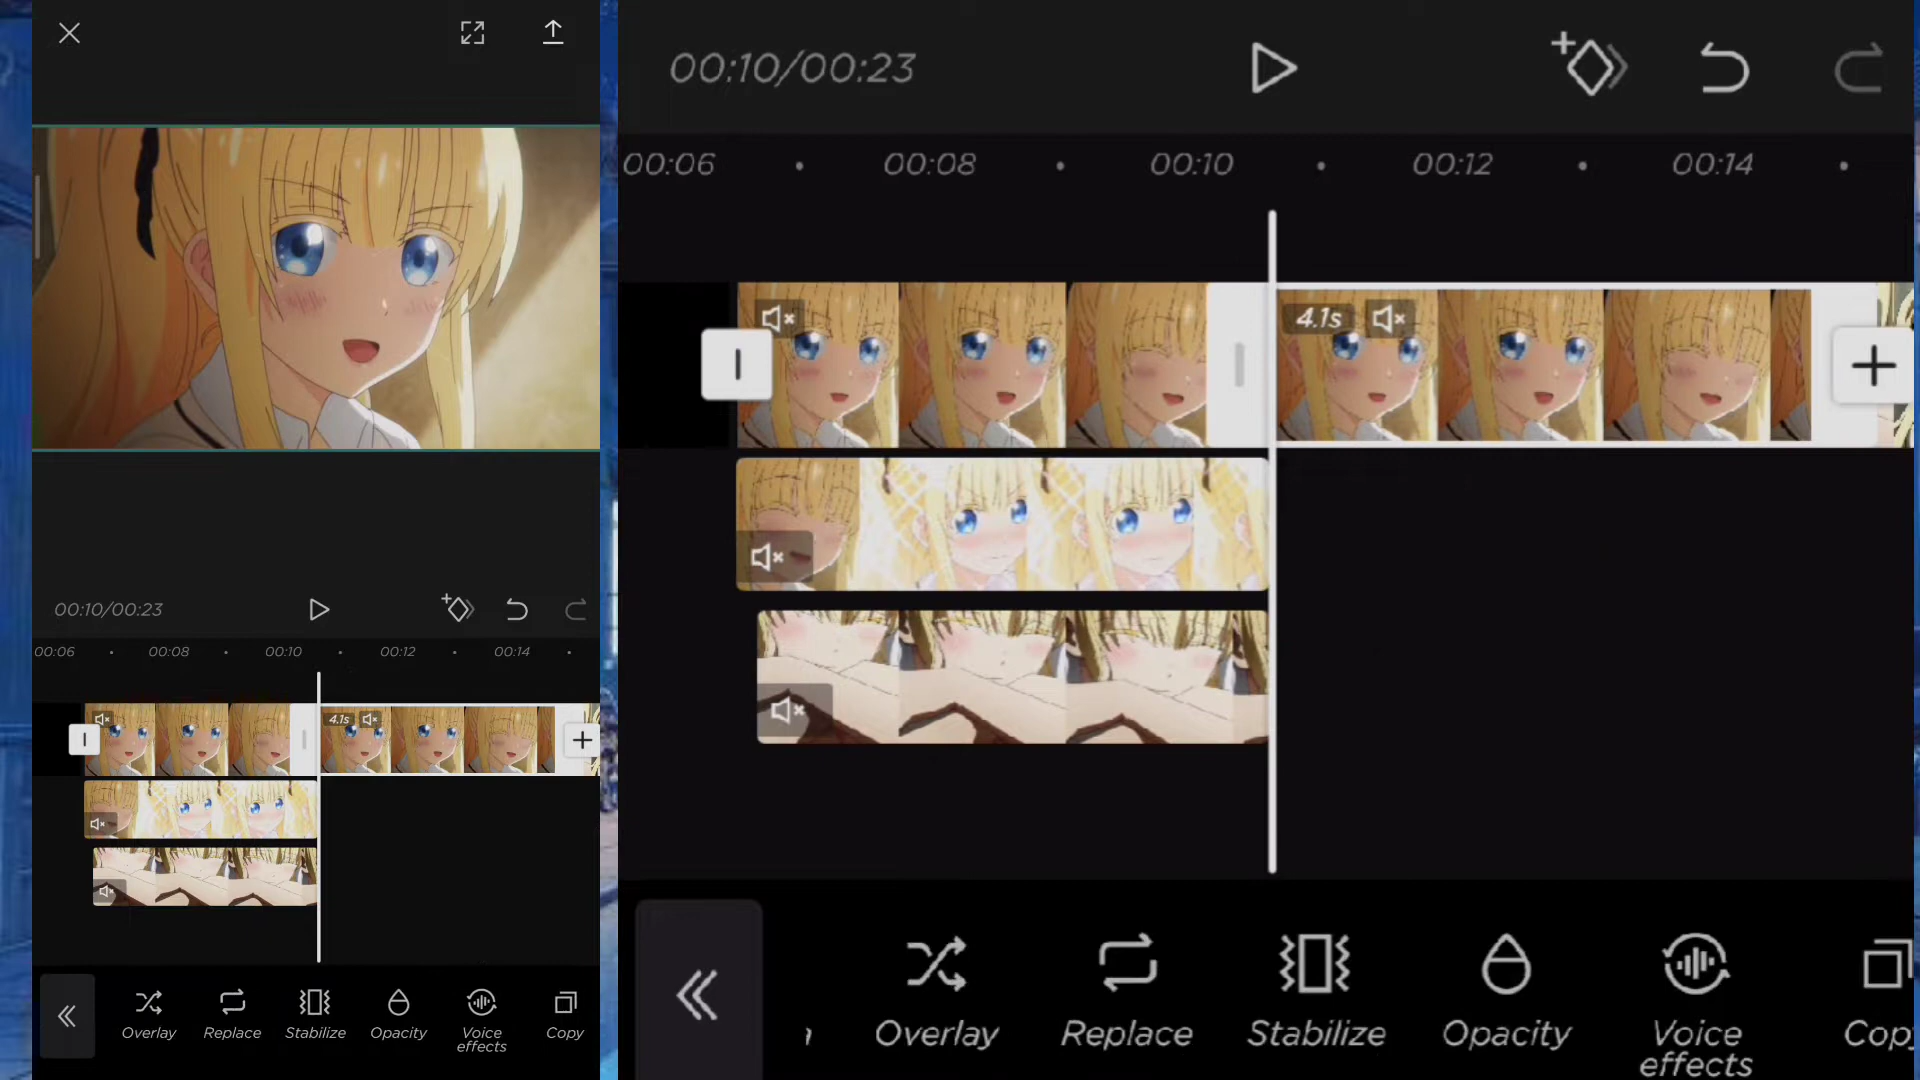 00:10/00:23
00:06 00:08 00:10 00:12 00:14
4.1s
Overlay Replace Stabilize Opacity Voice effects Copy
00:10/00:23
00:06 00:08 00:10 00:12 00:14
4.1s
Overlay Replace Stabilize Opacity Voice effects Cop